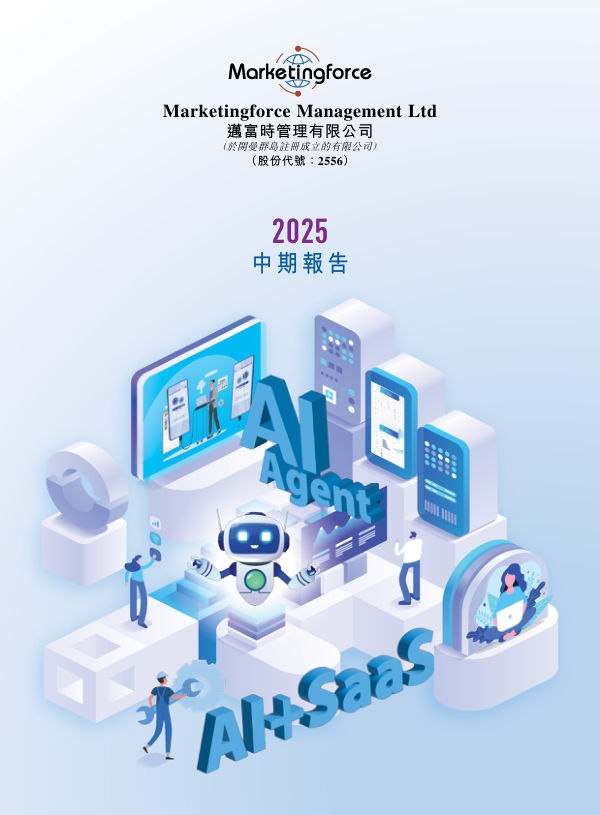 Marketingforce
Marketingforce Management Ltd
邁富時管理有限公司
（於開曼群島註冊成立的有限公司）
（股份代號：2556）
2025
中期報告
AI
Agent
AI+SaaS